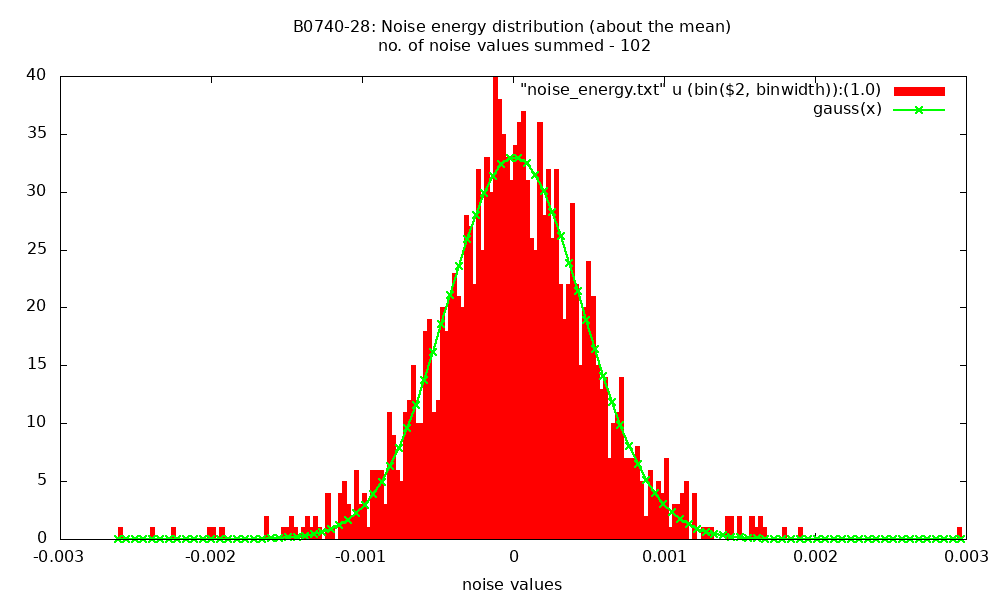 B0740-28: Noise energy distribution (about the mean)
no. of noise values summed - 102
"noise_energy.txt" u (bin($2, binwidth)):(1.0)
gauss(x)
40
35
30
25
20
15
10
5
0
-0.003 -0.002 -0.001 0 0.001 0.002 0.003
noise values